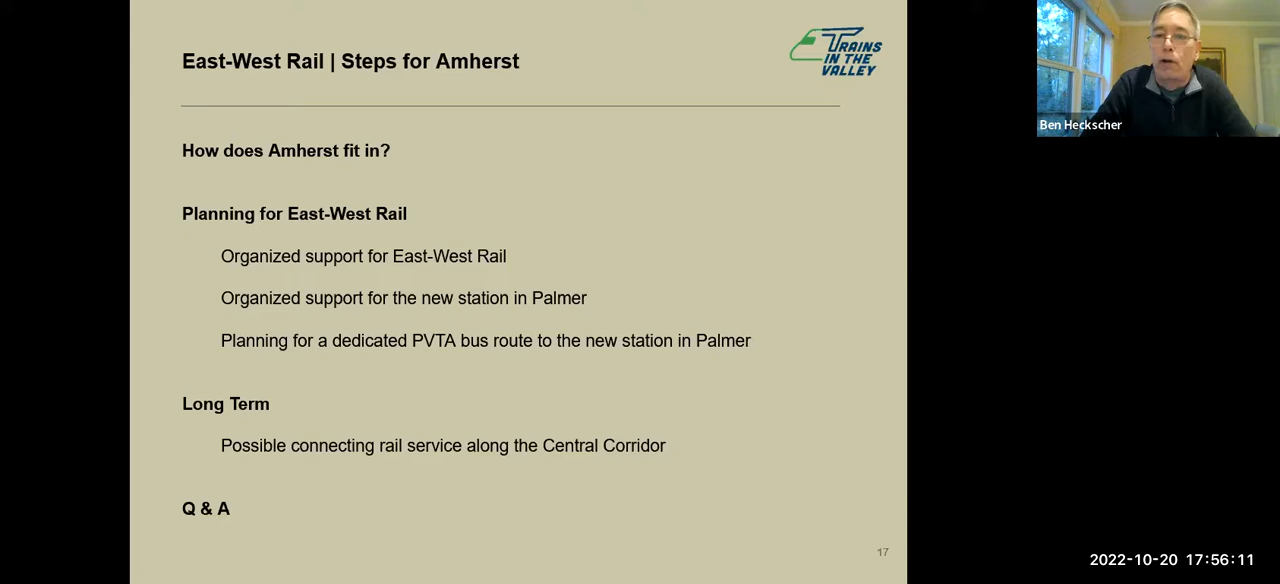 East-West Rail | Steps for Amherst
TRAINS
IN THE
VALLEY
Ben Heckscher
How does Amherst fit in?
Planning for East-West Rail
Organized support for East-West Rail
Organized support for the new station in Palmer
Planning for a dedicated PVTA bus route to the new station in Palmer
Long Term
Possible connecting rail service along the Central Corridor
Q & A
17
2022-10-20 17:56:11